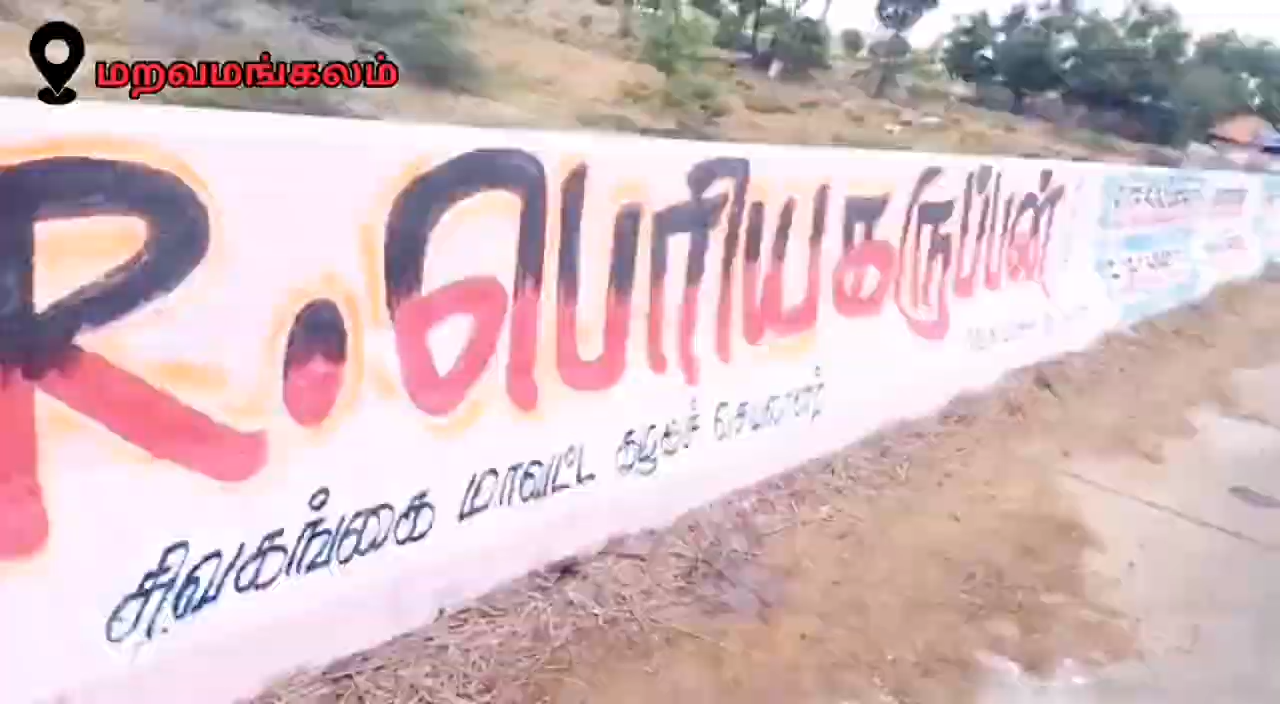 மறவமங்கலம்
R.பெரியகருப்பன்
சிவகங்கை மாவட்ட கழகச் செயலாளர்